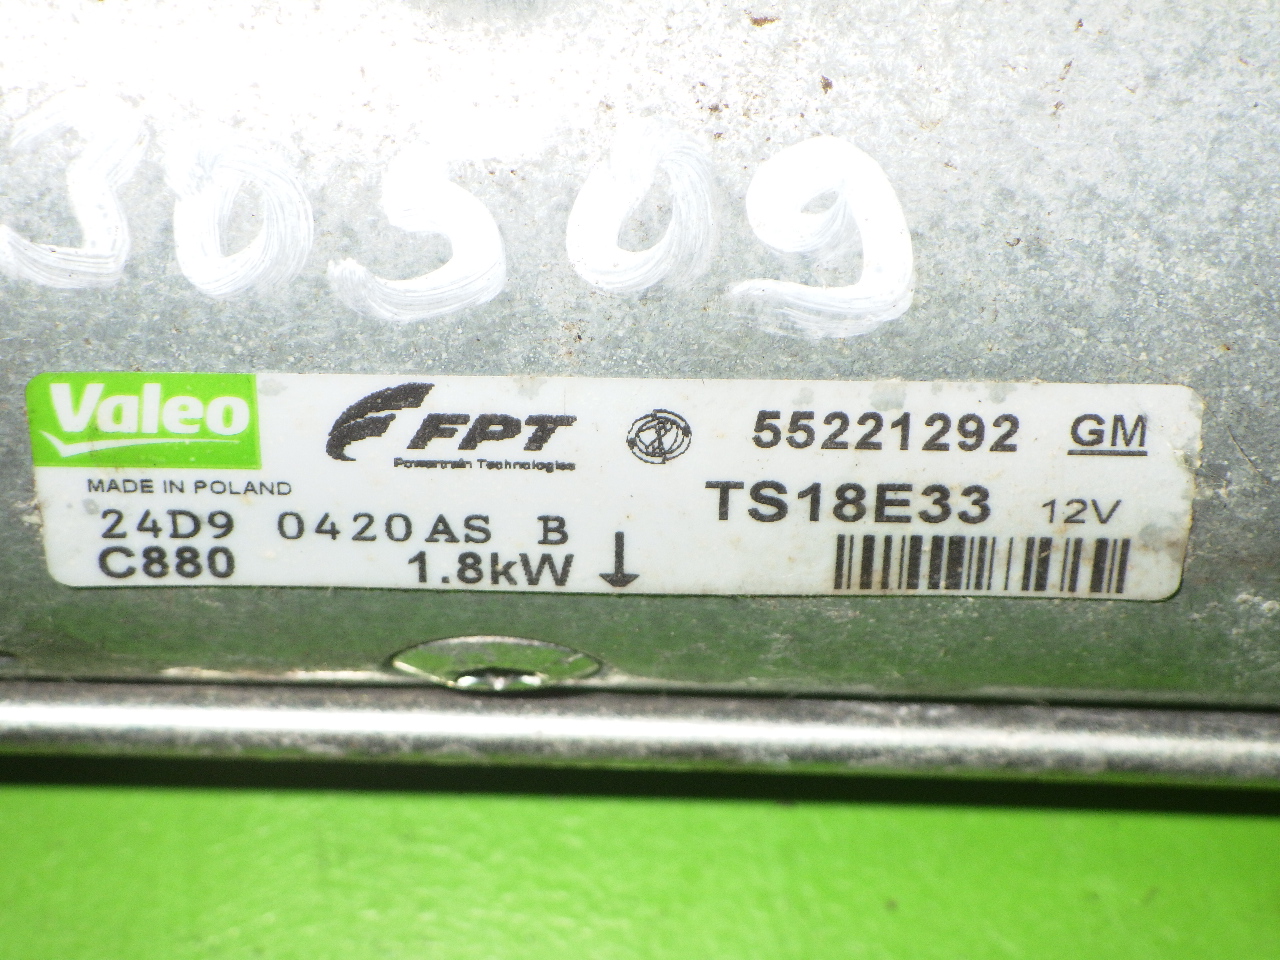 30509
Valeo
FPT
Powertrain Technologies
55221292 GM
MADE IN POLAND
TS18E33 12V
24D9 0420AS B
C880 1.8kW